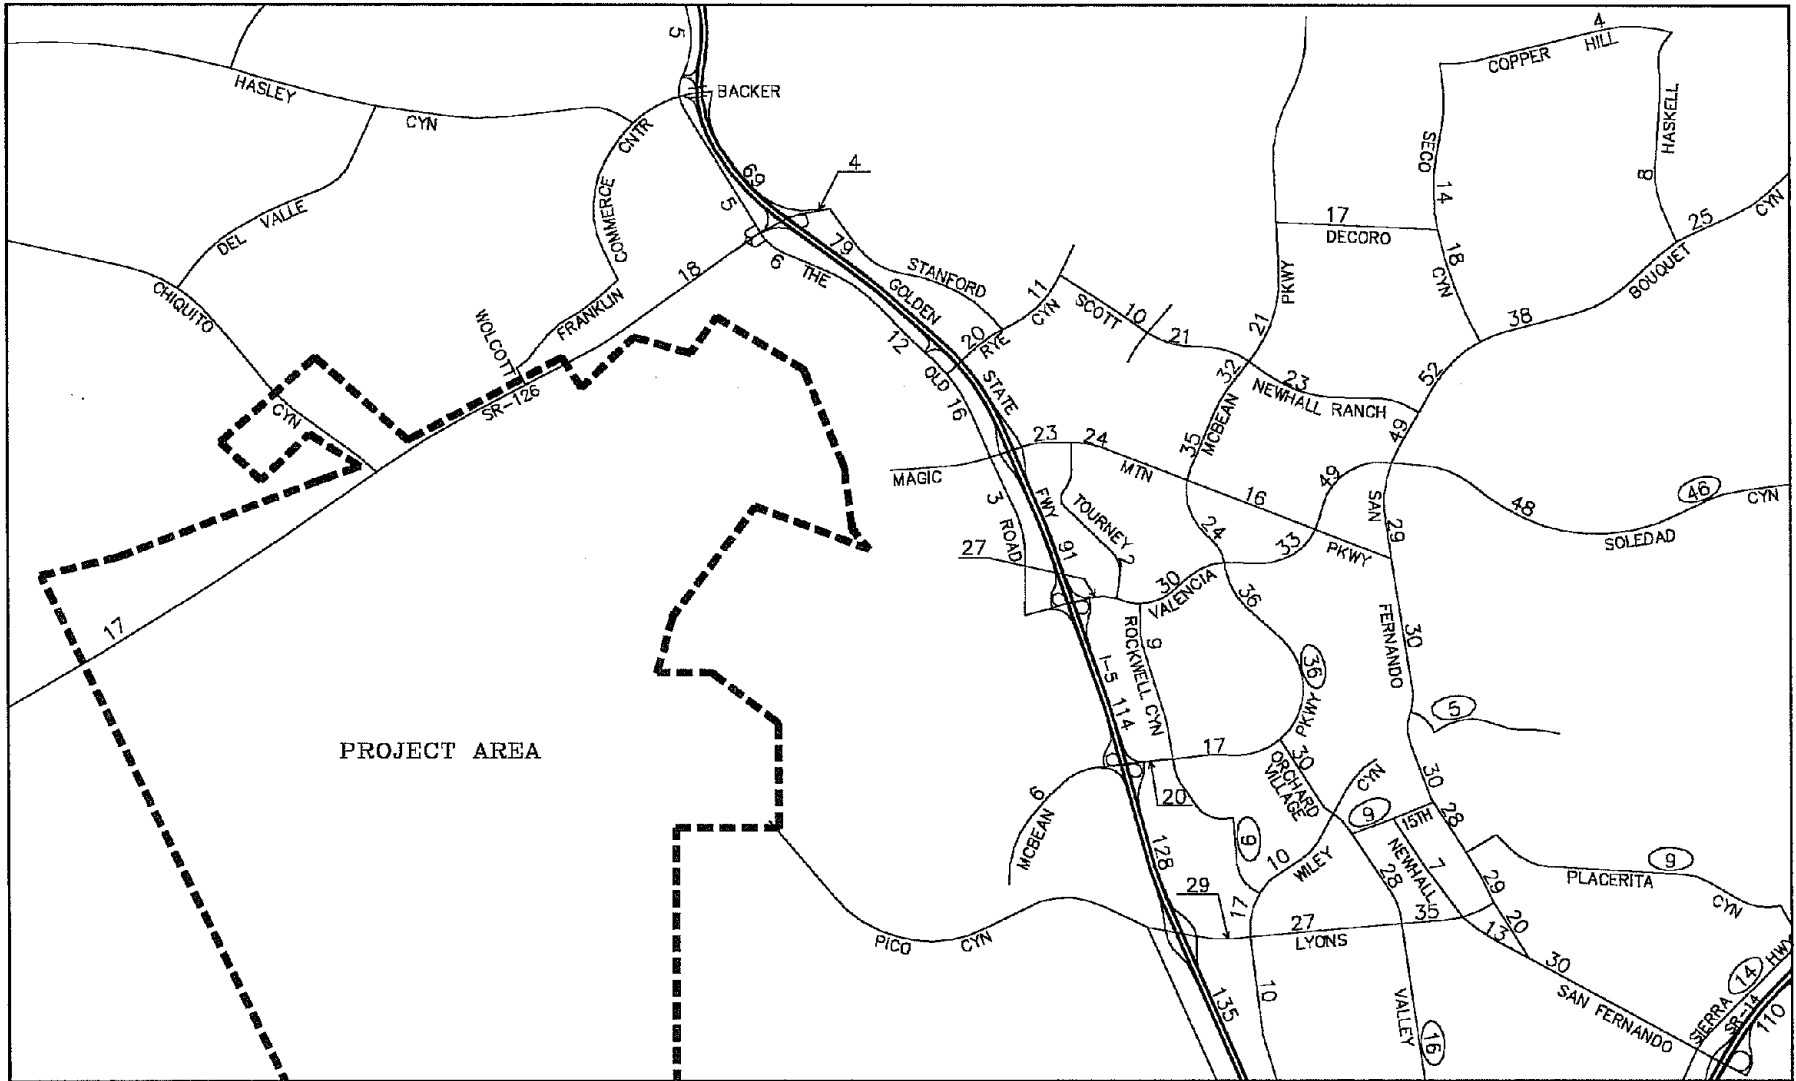 5
BACKER
HASLEY
CYN
CNTR
COMMERCE
DEL VALLE
CHIQUITO
CYN
WOLCOTT
FRANKLIN
18
SR-126
17
69
4
5
79
6
THE
GOLDEN
STANFORD
12
OLD
16
20
RYE
CYN
11
STATE
SCOTT
10
21
21
PKWY
17
DECORO
SECO
14
18
CYN
COPPER
4
HILL
HASKELL
8
25
CYN
BOUQUET
38
52
32
23
NEWHALL RANCH
49
MCBEAN
35
MAGIC
23
24
MTN
16
PKWY
3
ROAD
FWY
TOURNEY
2
27
91
24
33
49
SAN
29
48
46
CYN
SOLEDAD
30
VALENCIA
36
36
PKWY
ROCKWELL CYN
9
I-5
114
FERNANDO
30
5
PROJECT AREA
17
20
30
ORCHARD
VILLAGE
CYN
30
28
9
15TH
6
MCBEAN
128
9
10
WILEY
NEWHALL
7
28
29
9
PLACERITA
CYN
29
17
27
LYONS
35
13
20
PICO
CYN
30
SAN FERNANDO
135
10
VALLEY
16
SIERRA
14
HWY
SR-14
110